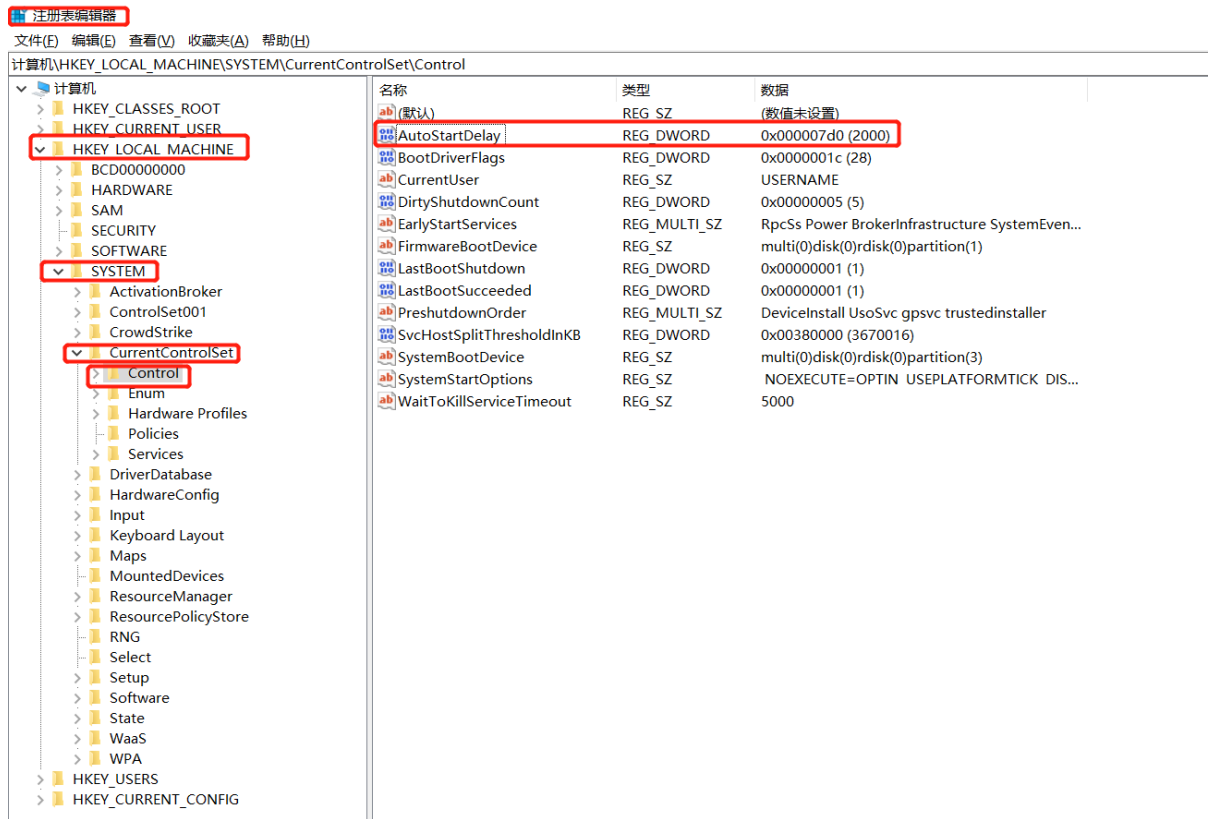 注册表编辑器
文件(F) 编辑(E) 查看(V) 收藏夹(A) 帮助(H)
计算机\HKEY_LOCAL_MACHINE\SYSTEM\CurrentControlSet\Control
计算机
HKEY_CLASSES_ROOT
HKEY_CURRENT_USER
HKEY_LOCAL_MACHINE
BCD00000000
HARDWARE
SAM
SECURITY
SOFTWARE
SYSTEM
ActivationBroker
ControlSet001
CrowdStrike
CurrentControlSet
Control
Enum
Hardware Profiles
Policies
Services
DriverDatabase
HardwareConfig
Input
Keyboard Layout
Maps
MountedDevices
ResourceManager
ResourcePolicyStore
RNG
Select
Setup
Software
State
WaaS
WPA
HKEY_USERS
HKEY_CURRENT_CONFIG
名称 类型 数据
(默认) REG_SZ (数值未设置)
AutoStartDelay REG_DWORD 0x000007d0 (2000)
BootDriverFlags REG_DWORD 0x0000001c (28)
CurrentUser REG_SZ USERNAME
DirtyShutdownCount REG_DWORD 0x00000005 (5)
EarlyStartServices REG_MULTI_SZ RpcSs Power BrokerInfrastructure SystemEven...
FirmwareBootDevice REG_SZ multi(0)disk(0)rdisk(0)partition(1)
LastBootShutdown REG_DWORD 0x00000001 (1)
LastBootSucceeded REG_DWORD 0x00000001 (1)
PreshutdownOrder REG_MULTI_SZ DeviceInstall UsoSvc gpsvc trustedinstaller
SvcHostSplitThresholdInKB REG_DWORD 0x00380000 (3670016)
SystemBootDevice REG_SZ multi(0)disk(0)rdisk(0)partition(3)
SystemStartOptions REG_SZ NOEXECUTE=OPTIN USEPLATFORMTICK DIS...
WaitToKillServiceTimeout REG_SZ 5000